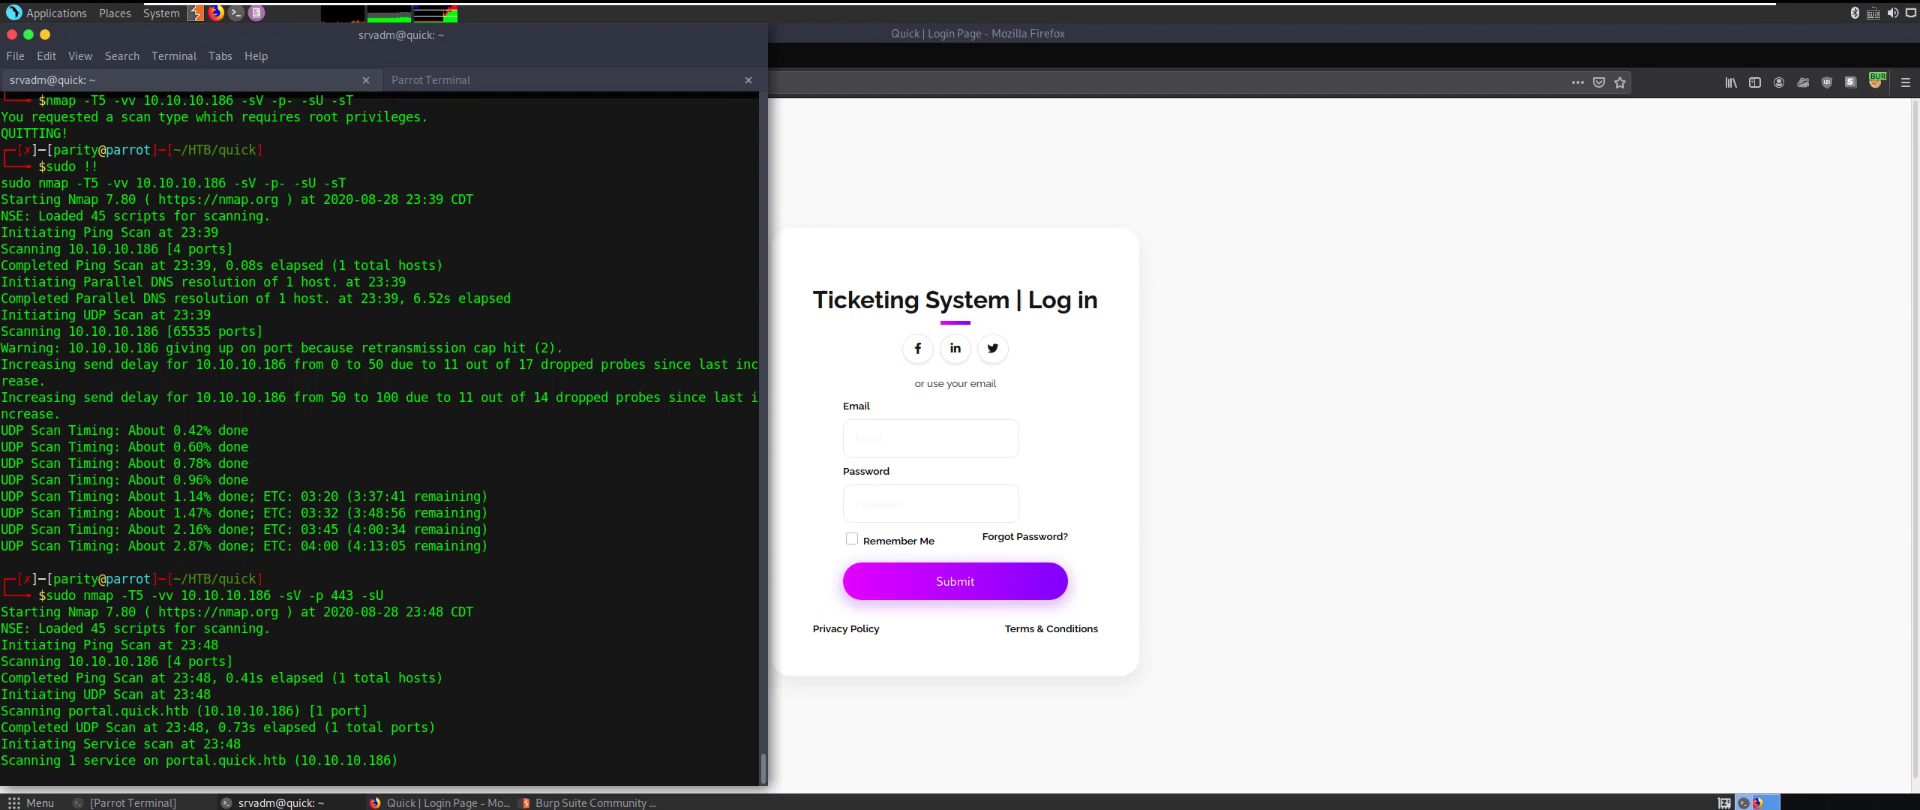 Applications Places System
srvadm@quick: ~
Quick | Login Page - Mozilla Firefox
File Edit View Search Terminal Tabs Help
srvadm@quick: ~ × Parrot Terminal ×
$nmap -T5 -vv 10.10.10.186 -sV -p- -sU -sT
You requested a scan type which requires root privileges.
QUITTING!
[✗]─[parity@parrot]─[~/HTB/quick]
$sudo !!
sudo nmap -T5 -vv 10.10.10.186 -sV -p- -sU -sT
Starting Nmap 7.80 ( https://nmap.org ) at 2020-08-28 23:39 CDT
NSE: Loaded 45 scripts for scanning.
Initiating Ping Scan at 23:39
Scanning 10.10.10.186 [4 ports]
Completed Ping Scan at 23:39, 0.08s elapsed (1 total hosts)
Initiating Parallel DNS resolution of 1 host. at 23:39
Completed Parallel DNS resolution of 1 host. at 23:39, 6.52s elapsed
Initiating UDP Scan at 23:39
Scanning 10.10.10.186 [65535 ports]
Warning: 10.10.10.186 giving up on port because retransmission cap hit (2).
Increasing send delay for 10.10.10.186 from 0 to 50 due to 11 out of 17 dropped probes since last inc
rease.
Increasing send delay for 10.10.10.186 from 50 to 100 due to 11 out of 14 dropped probes since last i
ncrease.
UDP Scan Timing: About 0.42% done
UDP Scan Timing: About 0.60% done
UDP Scan Timing: About 0.78% done
UDP Scan Timing: About 0.96% done
UDP Scan Timing: About 1.14% done; ETC: 03:20 (3:37:41 remaining)
UDP Scan Timing: About 1.47% done; ETC: 03:32 (3:48:56 remaining)
UDP Scan Timing: About 2.16% done; ETC: 03:45 (4:00:34 remaining)
UDP Scan Timing: About 2.87% done; ETC: 04:00 (4:13:05 remaining)
[✗]─[parity@parrot]─[~/HTB/quick]
$sudo nmap -T5 -vv 10.10.10.186 -sV -p 443 -sU
Starting Nmap 7.80 ( https://nmap.org ) at 2020-08-28 23:48 CDT
NSE: Loaded 45 scripts for scanning.
Initiating Ping Scan at 23:48
Scanning 10.10.10.186 [4 ports]
Completed Ping Scan at 23:48, 0.41s elapsed (1 total hosts)
Initiating UDP Scan at 23:48
Scanning portal.quick.htb (10.10.10.186) [1 port]
Completed UDP Scan at 23:48, 0.73s elapsed (1 total ports)
Initiating Service scan at 23:48
Scanning 1 service on portal.quick.htb (10.10.10.186)
BUR
Ticketing System | Log in
or use your email
Email
Email
Password
Password
Remember Me Forgot Password?
Submit
Privacy Policy Terms & Conditions
Menu [Parrot Terminal] srvadm@quick: ~ Quick | Login Page - Mo... Burp Suite Community ...